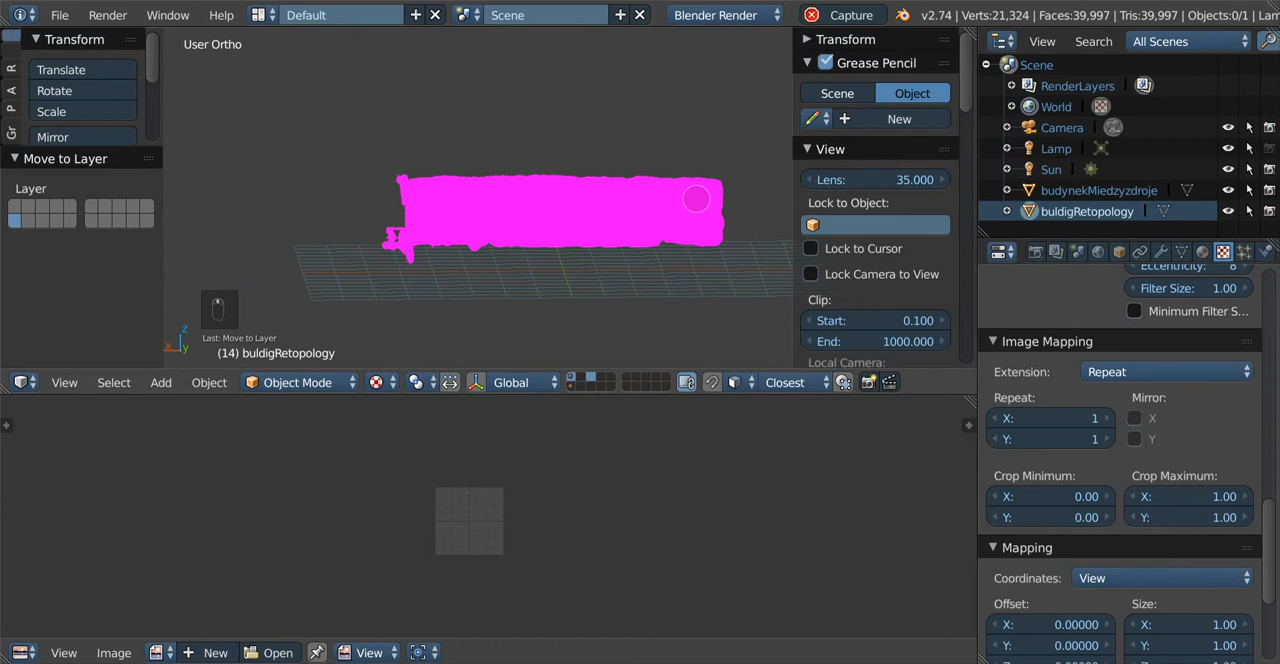 File Render Window Help Default Scene Blender Render Capture v2.74 | Verts:21,324 | Faces:39,997 | Tris:39,997 | Objects:0/1 | Lam
Transform
Translate
Rotate
Scale
Mirror
R
A
P
Gr
Move to Layer
Layer
User Ortho
z
x
y
Last: Move to Layer
(14) buldigRetopology
Transform
Grease Pencil
Scene Object
New
View
Lens: 35.000
Lock to Object:
Lock to Cursor
Lock Camera to View
Clip:
Start: 0.100
End: 1000.000
Local Camera:
View Select Add Object Object Mode Global Closest
View Image New Open View
View Search All Scenes
Scene
RenderLayers
World
Camera
Lamp
Sun
budynekMiedzyzdroje
buldigRetopology
Eccentricity: 8
Filter Size: 1.00
Minimum Filter S...
Image Mapping
Extension: Repeat
Repeat: Mirror:
X: 1 X
Y: 1 Y
Crop Minimum: Crop Maximum:
X: 0.00 X: 1.00
Y: 0.00 Y: 1.00
Mapping
Coordinates: View
Offset: Size:
X: 0.00000 X: 1.00
Y: 0.00000 Y: 1.00